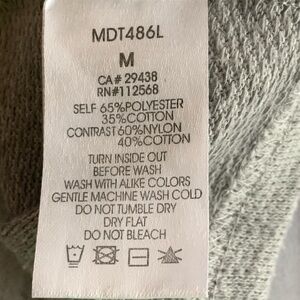 MDT486L
M
CA# 29438
RN#112568
SELF 65%POLYESTER
35%COTTON
CONTRAST 60%NYLON
40%COTTON
TURN INSIDE OUT
BEFORE WASH
WASH WITH ALIKE COLORS
GENTLE MACHINE WASH COLD
DO NOT TUMBLE DRY
DRY FLAT
DO NOT BLEACH